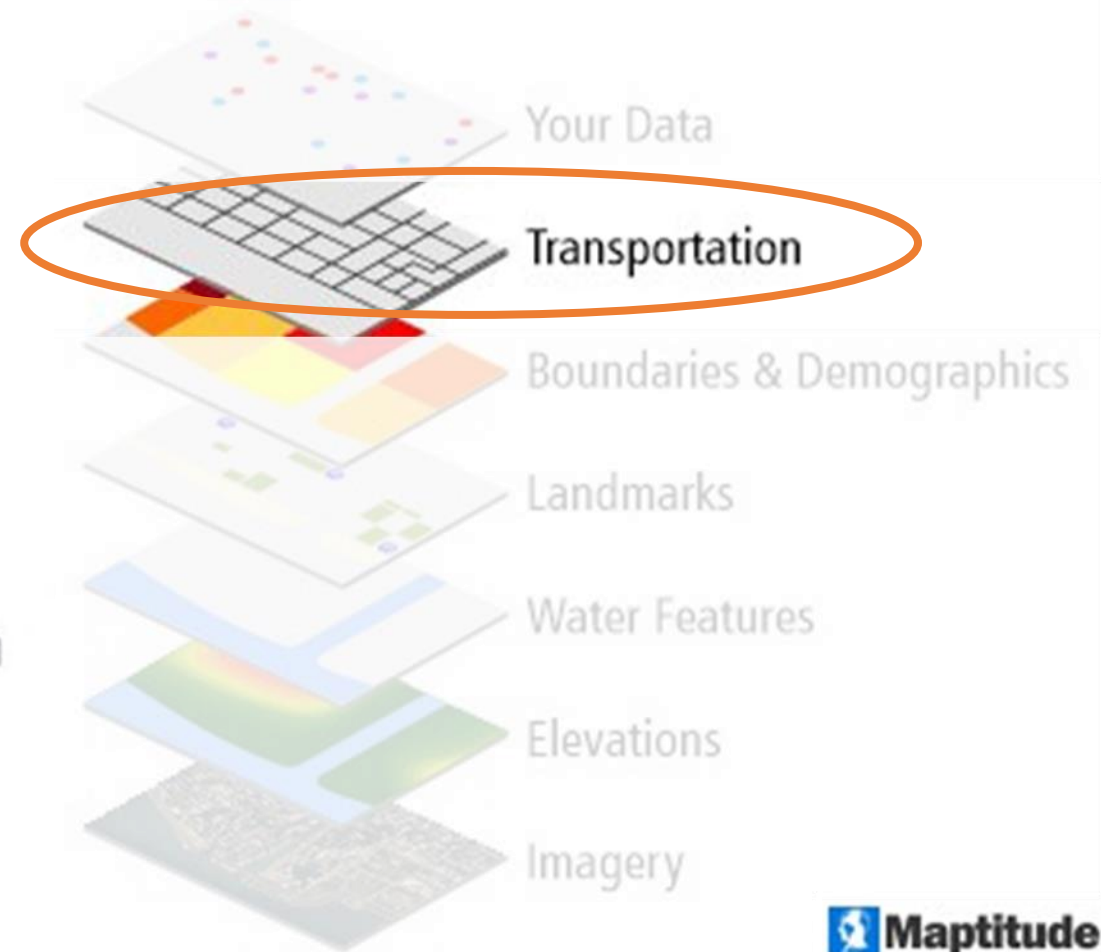 Your Data
Transportation
Boundaries & Demographics
Landmarks
Water Features
Elevations
Imagery
Maptitude